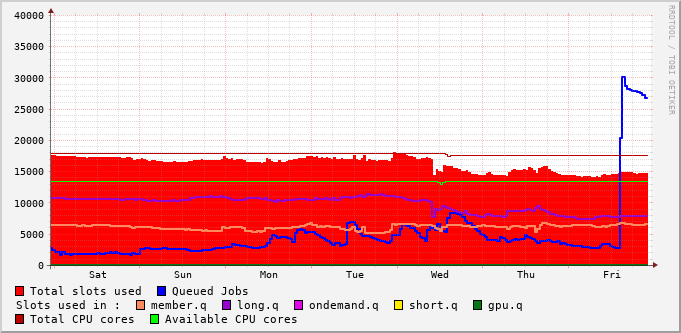 40000
35000
30000
25000
20000
15000
10000
5000
0
Sat Sun Mon Tue Wed Thu Fri
Total slots used Queued Jobs
Slots used in : member.q long.q ondemand.q short.q gpu.q
Total CPU cores Available CPU cores
RRDTOOL / TOBI OETIKER